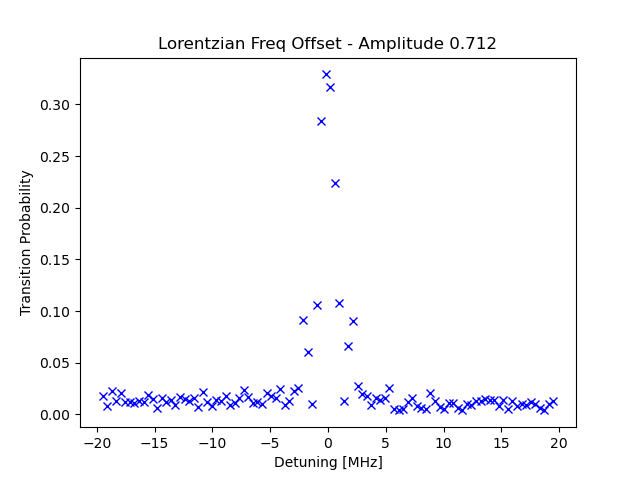 Lorentzian Freq Offset - Amplitude 0.712
Transition Probability
0.30
0.25
0.20
0.15
0.10
0.05
0.00
−20 −15 −10 −5 0 5 10 15 20
Detuning [MHz]